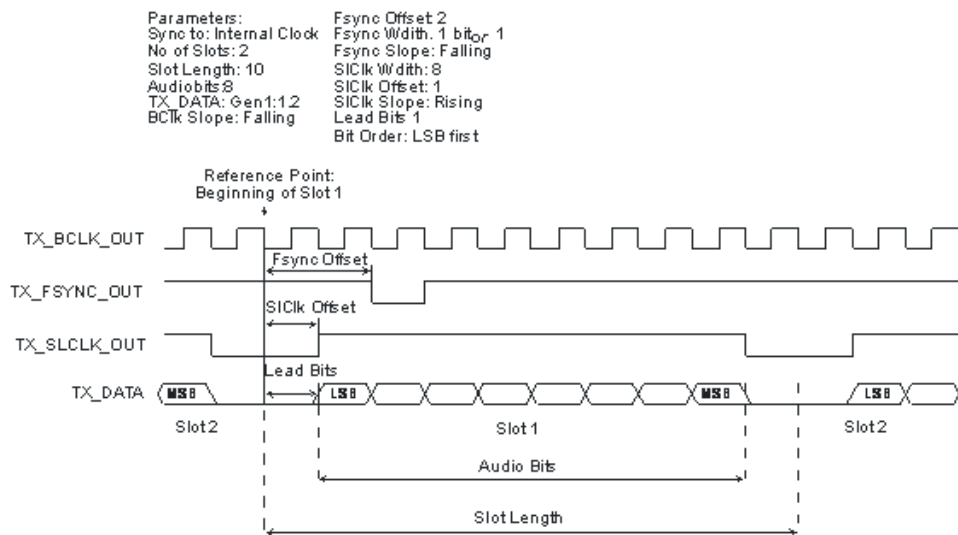 Parameters:
Sync to: Internal Clock
No of Slots: 2
Slot Length: 10
Audiobits:8
TX_DATA: Gen1:1.2
BClk Slope: Falling
Fsync Offset: 2
Fsync Wdith: 1 bit or 1
Fsync Slope: Falling
SlClk Wdith: 8
SlClk Offset: 1
SlClk Slope: Rising
Lead Bits 1
Bit Order: LSB first
Reference Point:
Beginning of Slot 1
TX_BCLK_OUT
Fsync Offset
TX_FSYNC_OUT
SlClk Offset
TX_SLCLK_OUT
Lead Bits
TX_DATA
MSB LSB MSB LSB
Slot 2 Slot 1 Slot 2
Audio Bits
Slot Length